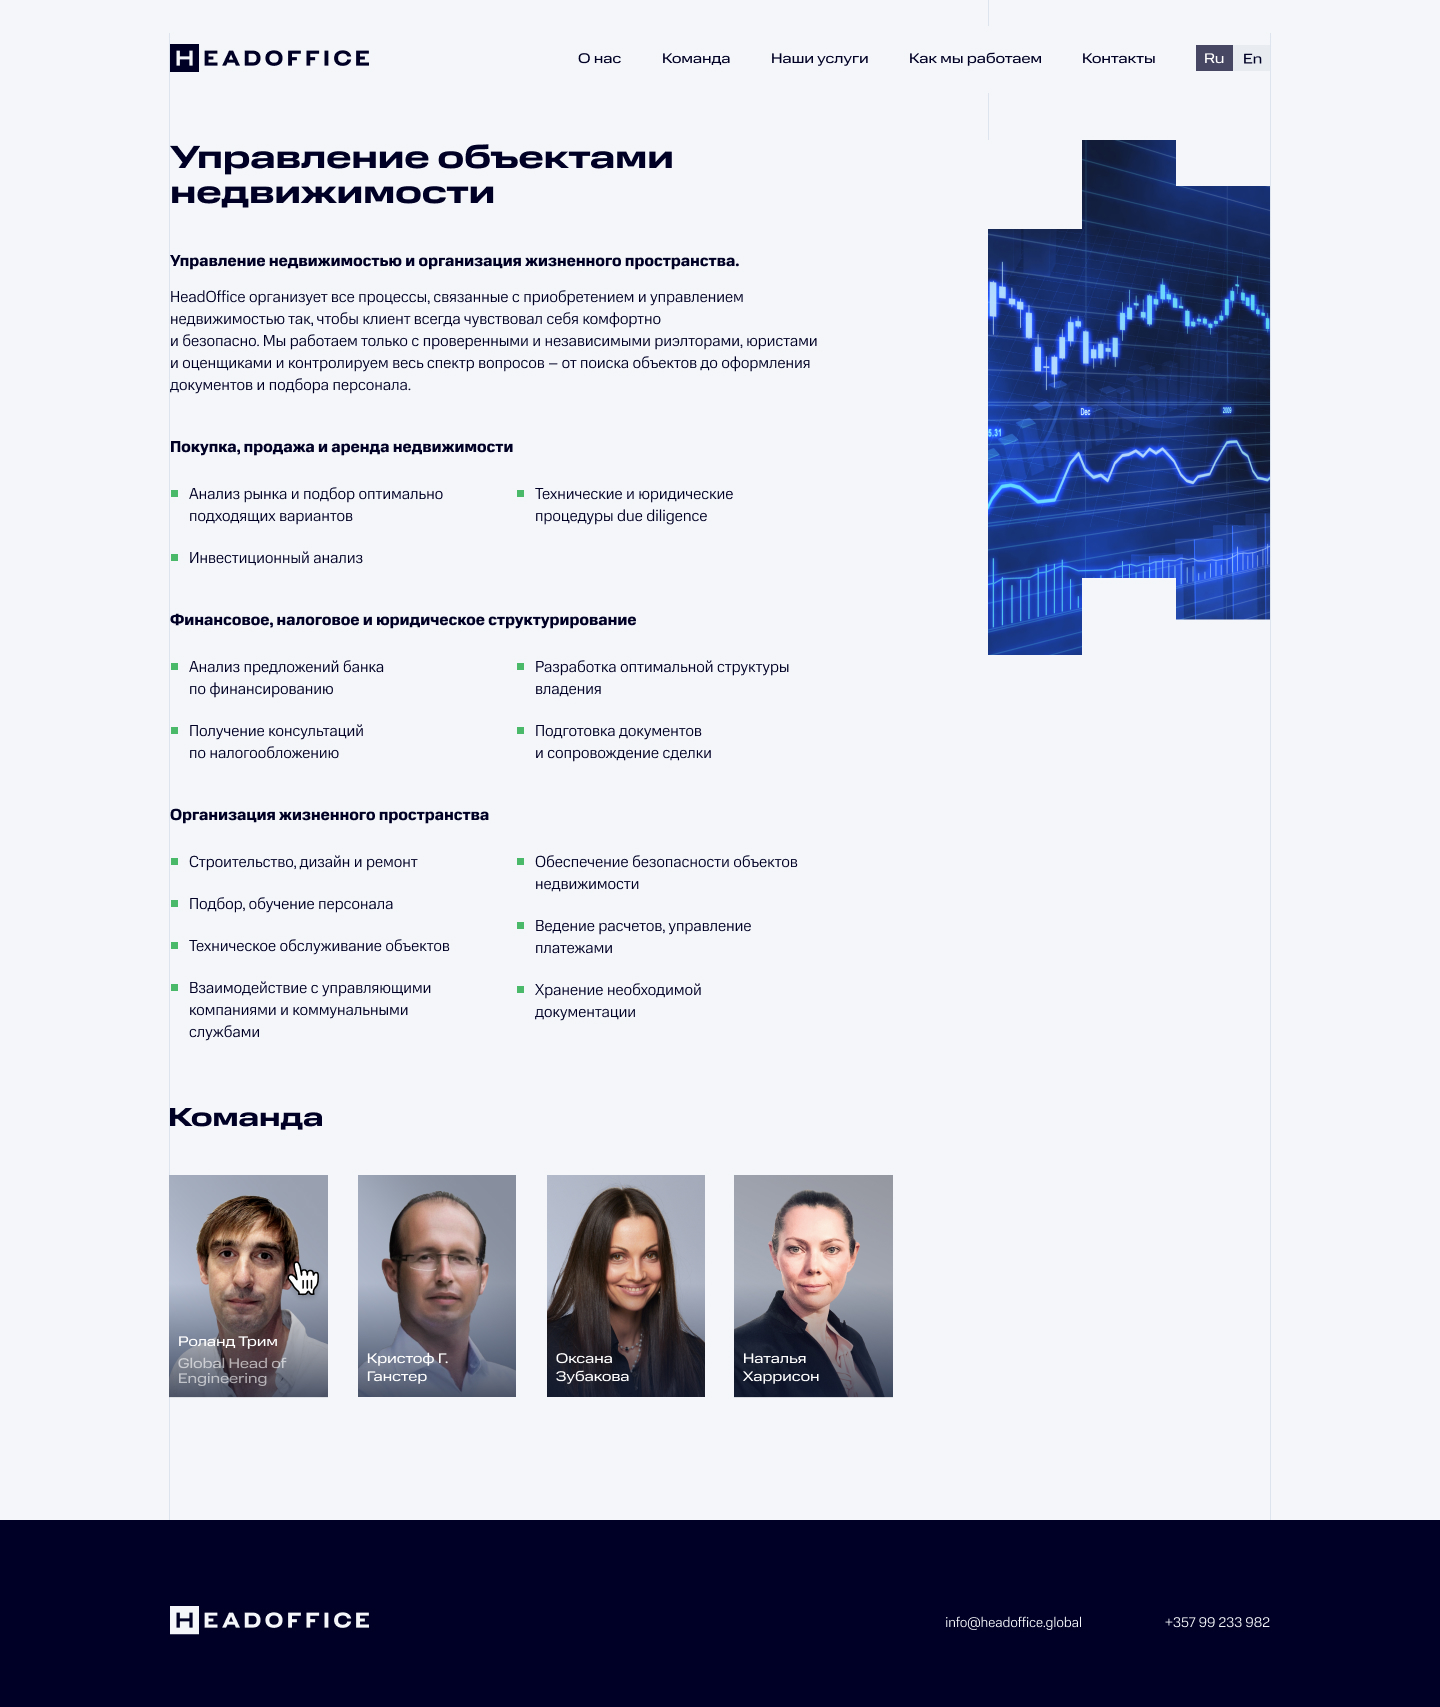 HEADOFFICE
О нас
Команда
Наши услуги
Как мы работаем
Контакты
Ru
En
Управление объектами
недвижимости
Управление недвижимостью и организация жизненного пространства.
HeadOffice организует все процессы, связанные с приобретением и управлением
недвижимостью так, чтобы клиент всегда чувствовал себя комфортно
и безопасно. Мы работаем только с проверенными и независимыми риэлторами, юристами
и оценщиками и контролируем весь спектр вопросов – от поиска объектов до оформления
документов и подбора персонала.
Dec
2009
5.31
Покупка, продажа и аренда недвижимости
Анализ рынка и подбор оптимально
подходящих вариантов
Инвестиционный анализ
Технические и юридические
процедуры due diligence
Финансовое, налоговое и юридическое структурирование
Анализ предложений банка
по финансированию
Получение консультаций
по налогообложению
Разработка оптимальной структуры
владения
Подготовка документов
и сопровождение сделки
Организация жизненного пространства
Строительство, дизайн и ремонт
Подбор, обучение персонала
Техническое обслуживание объектов
Взаимодействие с управляющими
компаниями и коммунальными
службами
Обеспечение безопасности объектов
недвижимости
Ведение расчетов, управление
платежами
Хранение необходимой
документации
Команда
Роланд Трим
Global Head of
Engineering
Кристоф Г.
Ганстер
Оксана
Зубакова
Наталья
Харрисон
HEADOFFICE
info@headoffice.global
+357 99 233 982